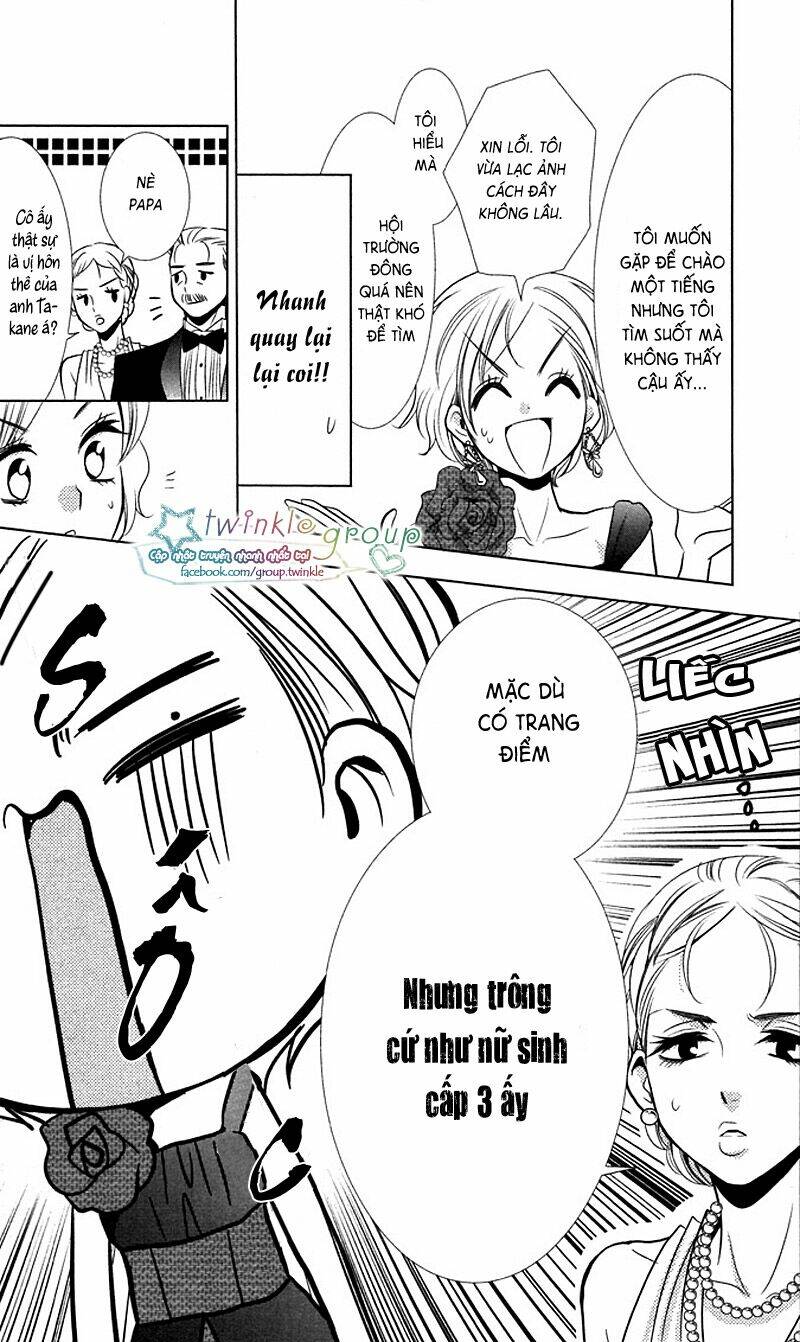 TÔI MUỐN
GẶP ĐỂ CHÀO
MỘT TIẾNG
NHƯNG TÔI
TÌM SUỐT MÀ
KHÔNG THẤY
CẬU ẤY...
XIN LỖI. TÔI
VỪA LẠC ẢNH
CÁCH ĐÂY
KHÔNG LÂU.
TÔI
HIỂU
MÀ
HỘI
TRƯỜNG
ĐÔNG
QUÁ NÊN
THẬT KHÓ
ĐỂ TÌM
Nhanh
quay lại
lại coi!!
NÈ
PAPA
Cô ấy
thật sự
là vị hôn
thê của
anh Ta-
kane á?
twinkle group
Cập nhật truyện nhanh nhất tại
facebook.com/group.twinkle
LIẾC
NHÌN
MẶC DÙ
CÓ TRANG
ĐIỂM
Nhưng trông
cứ như nữ sinh
cấp 3 ấy
SỐC